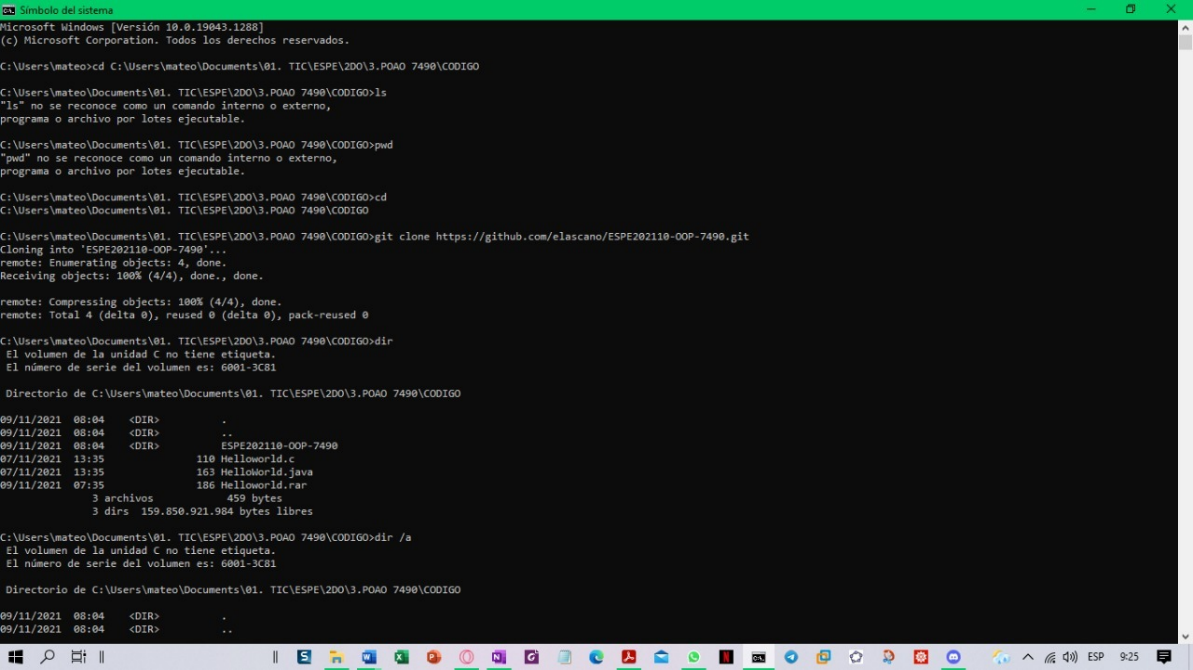 Símbolo del sistema
Microsoft Windows [Versión 10.0.19043.1288]
(c) Microsoft Corporation. Todos los derechos reservados.
C:\Users\mateo>cd C:\Users\mateo\Documents\01. TIC\ESPE\2DO\3.POAO 7490\CODIGO
C:\Users\mateo\Documents\01. TIC\ESPE\2DO\3.POAO 7490\CODIGO>ls
"ls" no se reconoce como un comando interno o externo,
programa o archivo por lotes ejecutable.
C:\Users\mateo\Documents\01. TIC\ESPE\2DO\3.POAO 7490\CODIGO>pwd
"pwd" no se reconoce como un comando interno o externo,
programa o archivo por lotes ejecutable.
C:\Users\mateo\Documents\01. TIC\ESPE\2DO\3.POAO 7490\CODIGO>cd
C:\Users\mateo\Documents\01. TIC\ESPE\2DO\3.POAO 7490\CODIGO
C:\Users\mateo\Documents\01. TIC\ESPE\2DO\3.POAO 7490\CODIGO>git clone https://github.com/elascano/ESPE202110-OOP-7490.git
Cloning into 'ESPE202110-OOP-7490'...
remote: Enumerating objects: 4, done.
Receiving objects: 100% (4/4), done., done.
remote: Compressing objects: 100% (4/4), done.
remote: Total 4 (delta 0), reused 0 (delta 0), pack-reused 0
C:\Users\mateo\Documents\01. TIC\ESPE\2DO\3.POAO 7490\CODIGO>dir
El volumen de la unidad C no tiene etiqueta.
El número de serie del volumen es: 6001-3C81
Directorio de C:\Users\mateo\Documents\01. TIC\ESPE\2DO\3.POAO 7490\CODIGO
09/11/2021 08:04 <DIR> .
09/11/2021 08:04 <DIR> ..
09/11/2021 08:04 <DIR> ESPE202110-OOP-7490
07/11/2021 13:35 110 Helloworld.c
07/11/2021 13:35 163 HelloWorld.java
09/11/2021 07:35 186 Helloworld.rar
3 archivos 459 bytes
3 dirs 159.850.921.984 bytes libres
C:\Users\mateo\Documents\01. TIC\ESPE\2DO\3.POAO 7490\CODIGO>dir /a
El volumen de la unidad C no tiene etiqueta.
El número de serie del volumen es: 6001-3C81
Directorio de C:\Users\mateo\Documents\01. TIC\ESPE\2DO\3.POAO 7490\CODIGO
09/11/2021 08:04 <DIR> .
09/11/2021 08:04 <DIR> ..
ESP 9:25